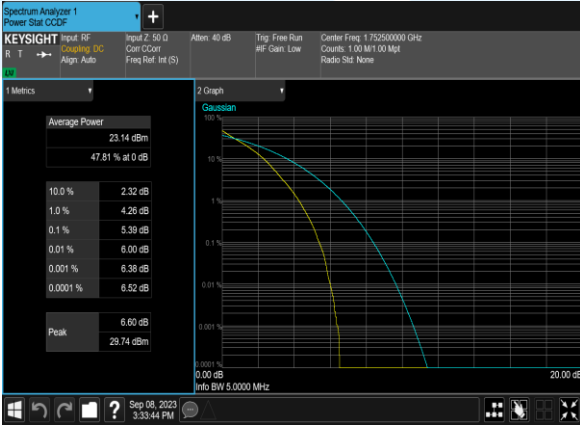 Spectrum Analyzer 1
Power Stat CCDF
+
KEYSIGHT
R T
LV
Input: RF
Coupling: DC
Align: Auto
Input Z: 50 Ω
Corr CCorr
Freq Ref: Int (S)
Atten: 40 dB
Trig: Free Run
#IF Gain: Low
Center Freq: 1.752500000 GHz
Counts: 1.00 M/1.00 Mpt
Radio Std: None
1 Metrics
Average Power
23.14 dBm
47.81 % at 0 dB
10.0 % 2.32 dB
1.0 % 4.26 dB
0.1 % 5.39 dB
0.01 % 6.00 dB
0.001 % 6.38 dB
0.0001 % 6.52 dB
Peak
6.60 dB
29.74 dBm
2 Graph
Gaussian
100 %
10 %
1 %
0.1 %
0.01 %
0.001 %
0.0001 %
0.00 dB
20.00 dB
Info BW 5.0000 MHz
?
Sep 08, 2023
3:33:44 PM